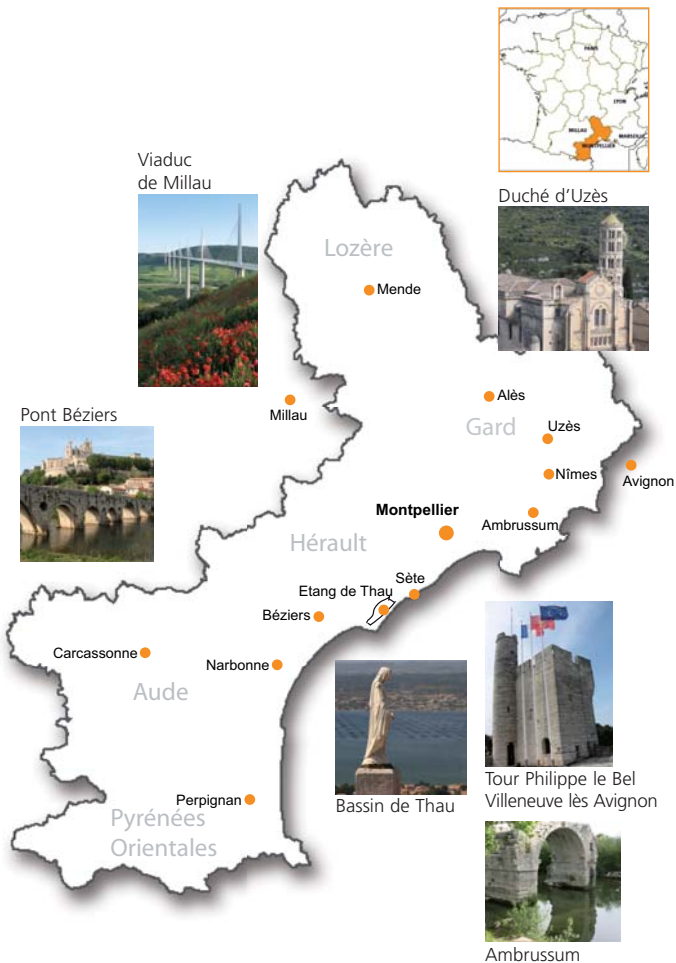 PARIS
LYON
MILLAU
MARSEILLE
MONTPELLIER
Viaduc
de Millau
Duché d'Uzès
Lozère
Mende
Millau
Alès
Gard
Uzès
Pont Béziers
Nîmes
Avignon
Montpellier
Ambrussum
Hérault
Sète
Etang de Thau
Béziers
Carcassonne
Narbonne
Aude
Perpignan
Pyrénées
Orientales
Bassin de Thau
Tour Philippe le Bel
Villeneuve lès Avignon
Ambrussum